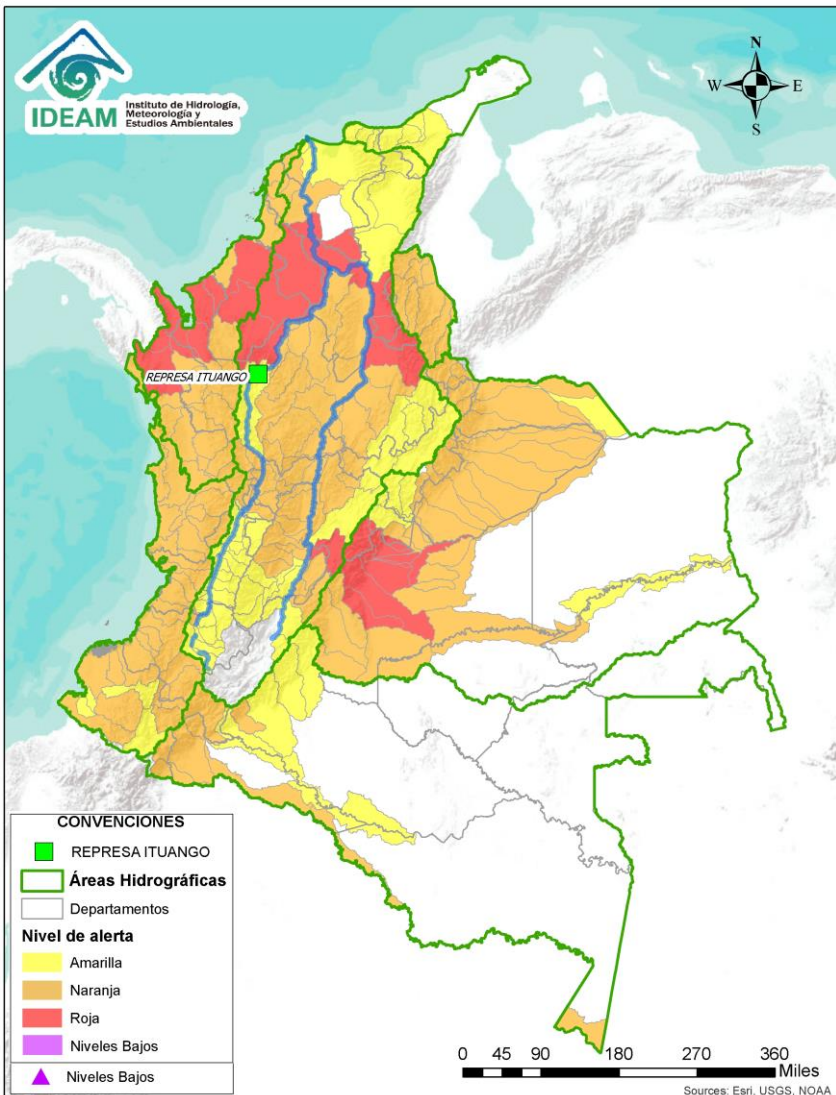 IDEAM
Instituto de Hidrología,
Meteorología y
Estudios Ambientales
N
W
E
S
REPRESA ITUANGO
CONVENCIONES
REPRESA ITUANGO
Áreas Hidrográficas
Departamentos
Nivel de alerta
Amarilla
Naranja
Roja
Niveles Bajos
Niveles Bajos
0 45 90 180 270 360
Miles
Sources: Esri, USGS, NOAA